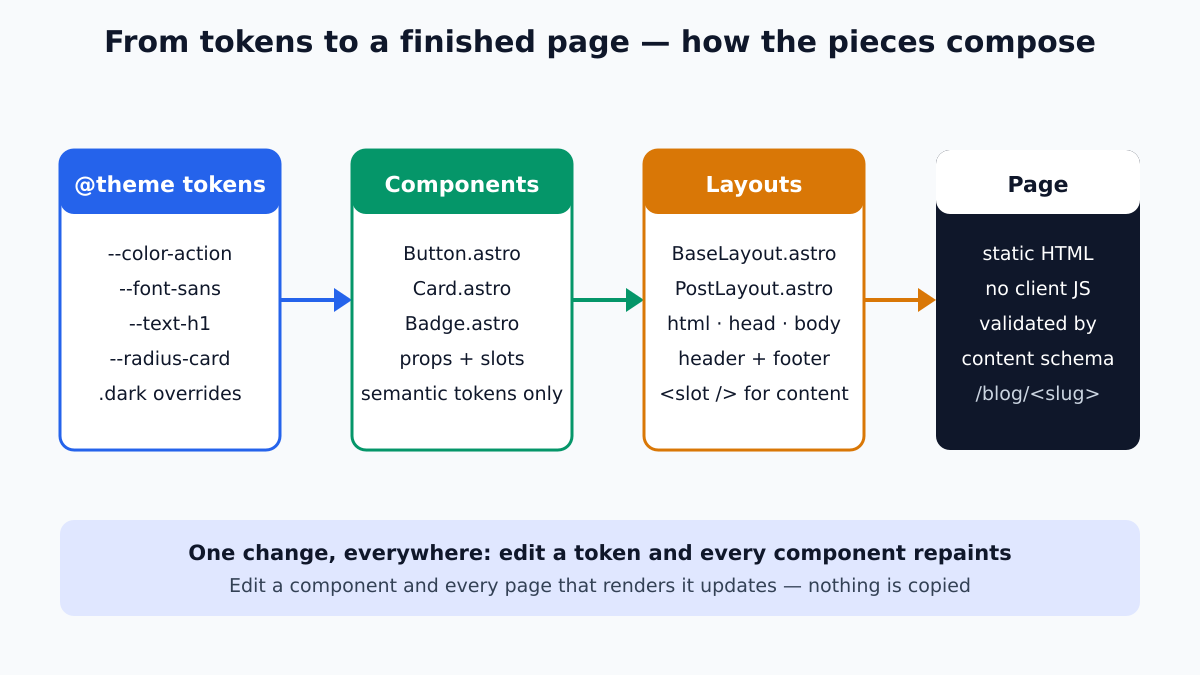 From tokens to a finished page — how the pieces compose
@theme tokens
--color-action
--font-sans
--text-h1
--radius-card
.dark overrides
Components
Button.astro
Card.astro
Badge.astro
props + slots
semantic tokens only
Layouts
BaseLayout.astro
PostLayout.astro
html · head · body
header + footer
<slot /> for content
Page
static HTML
no client JS
validated by
content schema
/blog/<slug>
One change, everywhere: edit a token and every component repaints
Edit a component and every page that renders it updates — nothing is copied